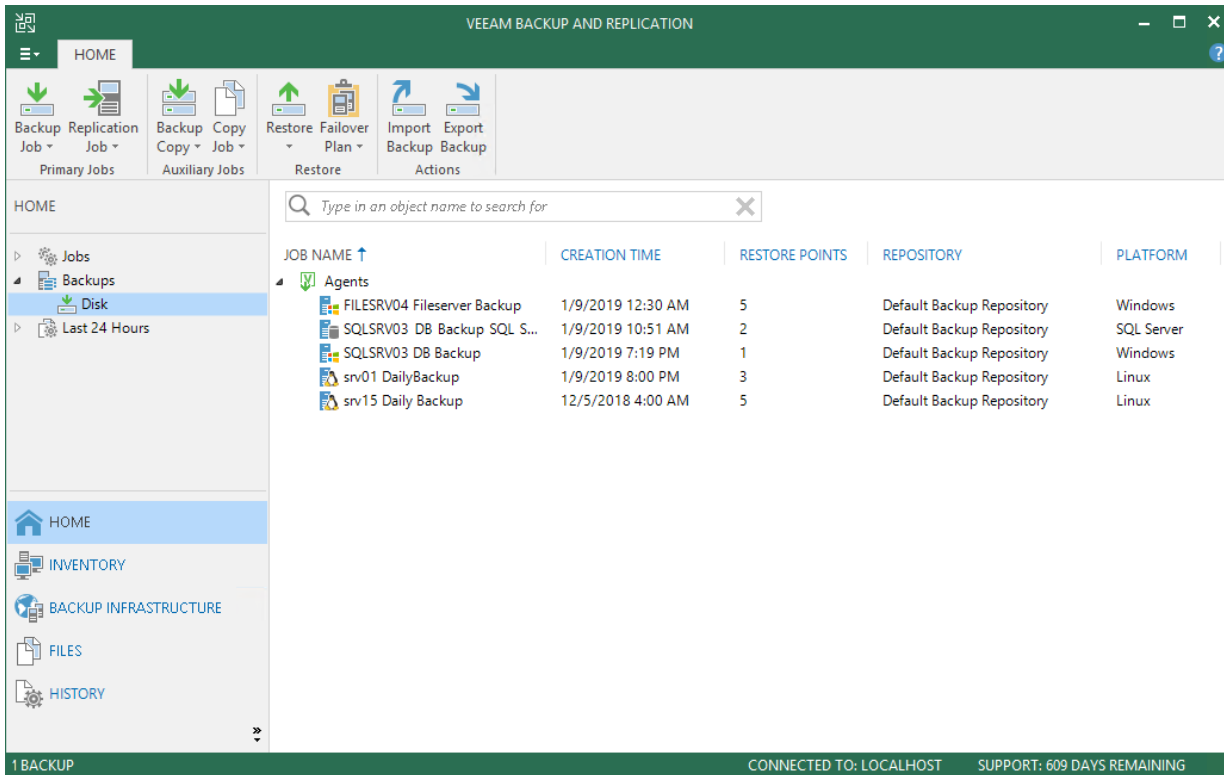 VEEAM BACKUP AND REPLICATION
HOME
?
Backup Job
Replication Job
Primary Jobs
Backup Copy
Copy Job
Auxiliary Jobs
Restore
Failover Plan
Restore
Import Backup
Export Backup
Actions
HOME
Jobs
Backups
Disk
Last 24 Hours
HOME
INVENTORY
BACKUP INFRASTRUCTURE
FILES
HISTORY
Type in an object name to search for
JOB NAME CREATION TIME RESTORE POINTS REPOSITORY PLATFORM
Agents
FILESRV04 Fileserver Backup 1/9/2019 12:30 AM 5 Default Backup Repository Windows
SQLSRV03 DB Backup SQL S... 1/9/2019 10:51 AM 2 Default Backup Repository SQL Server
SQLSRV03 DB Backup 1/9/2019 7:19 PM 1 Default Backup Repository Windows
srv01 DailyBackup 1/9/2019 8:00 PM 3 Default Backup Repository Linux
srv15 Daily Backup 12/5/2018 4:00 AM 5 Default Backup Repository Linux
1 BACKUP CONNECTED TO: LOCALHOST SUPPORT: 609 DAYS REMAINING